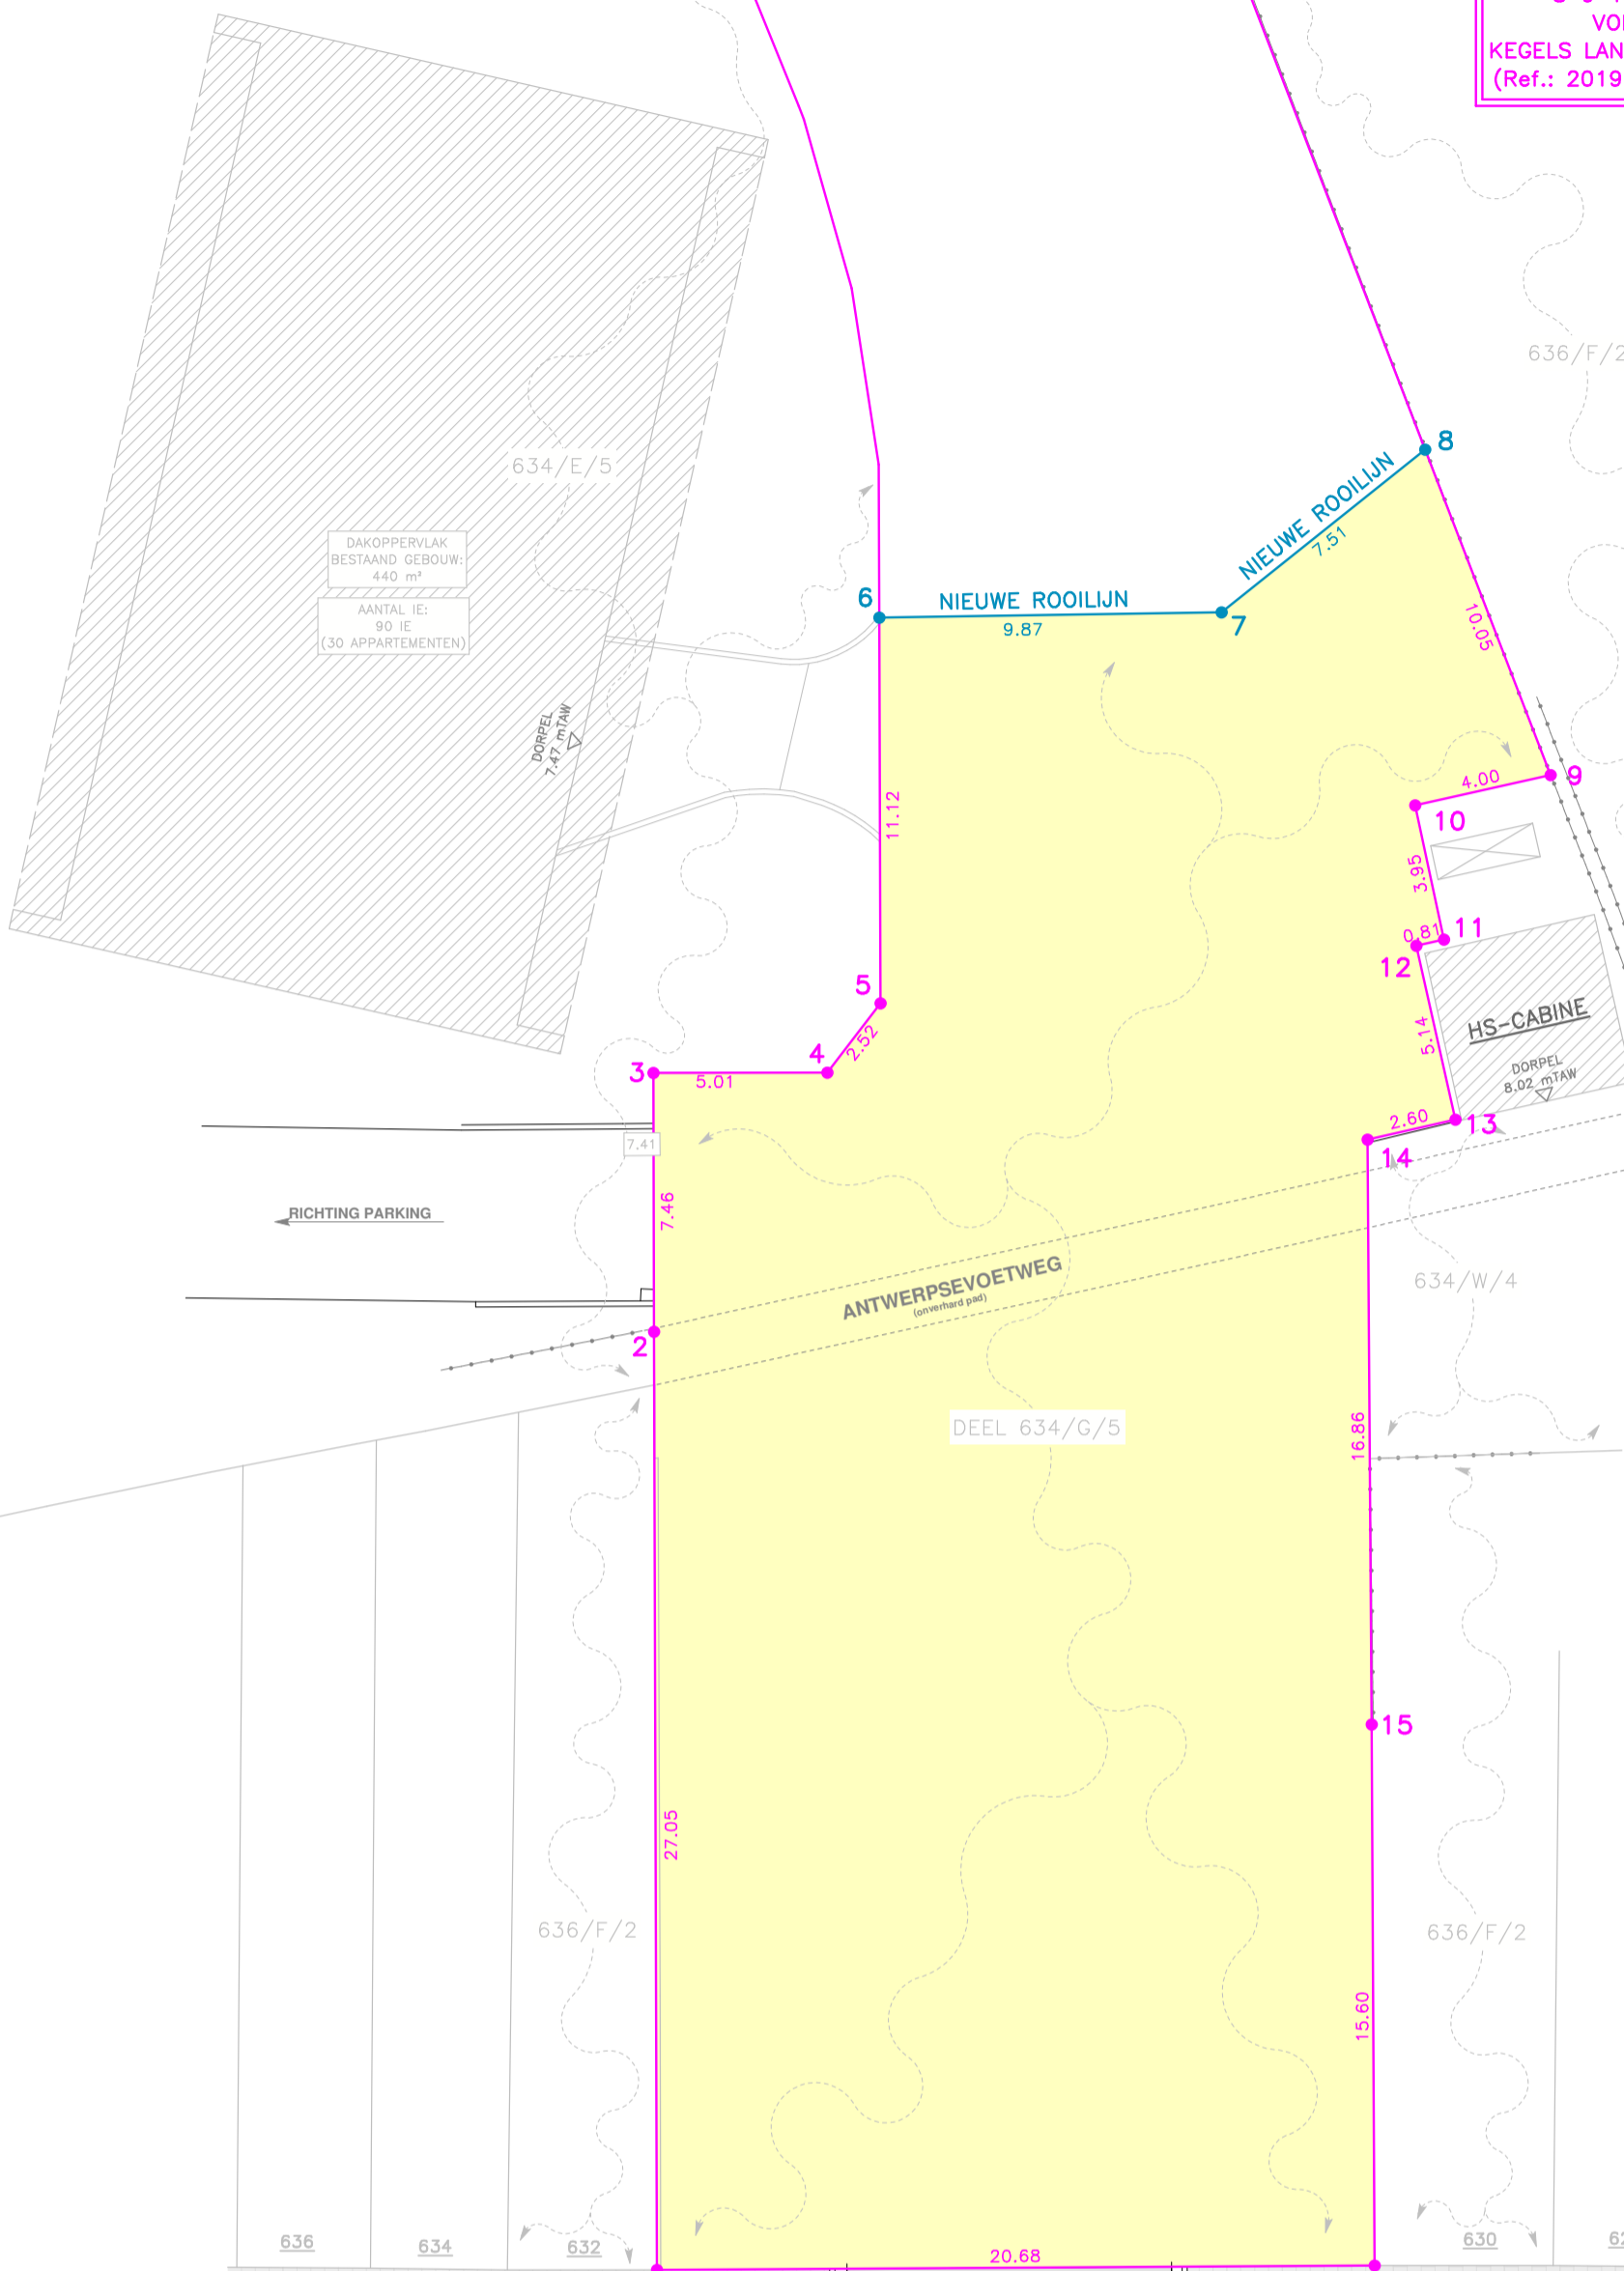 KEGELS LAN
(Ref.: 2019
636/F/2
8
NIEUWE ROOILIJN
7.51
634/E/5
DAKOPPERVLAK
BESTAAND GEBOUW:
440 m²
AANTAL IE:
90 IE
(30 APPARTEMENTEN)
6
NIEUWE ROOILIJN
9.87
7
10.05
DORPEL
7.47 mTAW
9
4.00
10
11.12
3.95
11
0.81
12
5
HS-CABINE
5.14
DORPEL
8.02 mTAW
4
2.52
3
5.01
2.60
13
14
7.41
7.46
RICHTING PARKING
ANTWERPSEVOETWEG
(onverhard pad)
634/W/4
2
DEEL 634/G/5
16.86
15
27.05
636/F/2
636/F/2
15.60
636
634
632
20.68
630